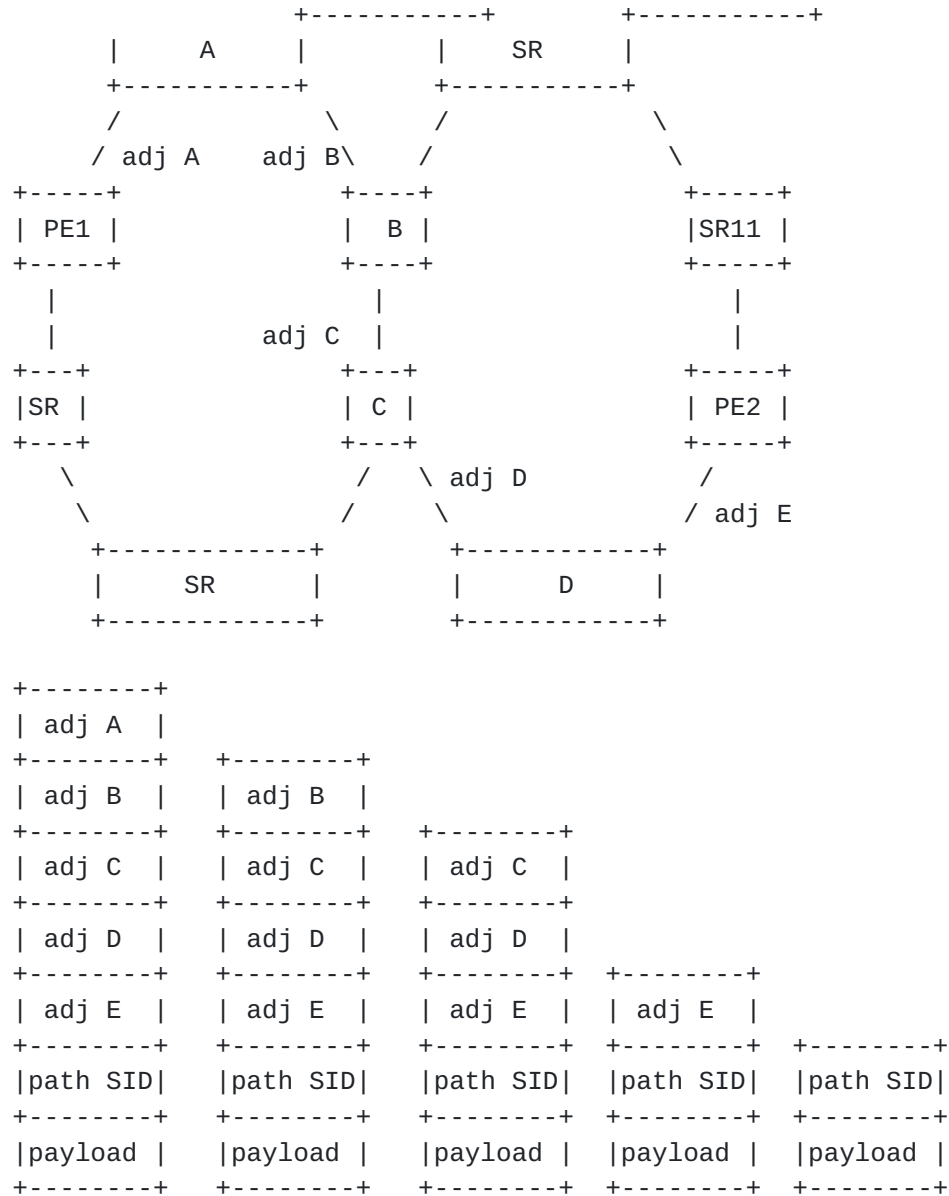 +-----------+        +-----------+
      |     A     |        |    SR     |
      +-----------+        +-----------+
      /             \      /             \
     / adj A    adj B\    /               \
+-----+              +----+                +-----+
| PE1 |              |  B |                |SR11 |
+-----+              +----+                +-----+
  |                    |                      |
  |             adj C  |                      |
+---+                +---+                 +-----+
|SR |                | C |                 | PE2 |
+---+                +---+                 +-----+
   \                  /   \ adj D           /
    \                /     \               / adj E
     +-------------+        +------------+
     |     SR      |        |      D     |
     +-------------+        +------------+

+--------+
| adj A  |
+--------+   +--------+
| adj B  |   | adj B  |
+--------+   +--------+   +--------+
| adj C  |   | adj C  |   | adj C  |
+--------+   +--------+   +--------+
| adj D  |   | adj D  |   | adj D  |
+--------+   +--------+   +--------+  +--------+
| adj E  |   | adj E  |   | adj E  |  | adj E  |
+--------+   +--------+   +--------+  +--------+  +--------+
|path SID|   |path SID|   |path SID|  |path SID|  |path SID|
+--------+   +--------+   +--------+  +--------+  +--------+
|payload |   |payload |   |payload |  |payload |  |payload |
+--------+   +--------+   +--------+  +--------+  +--------+